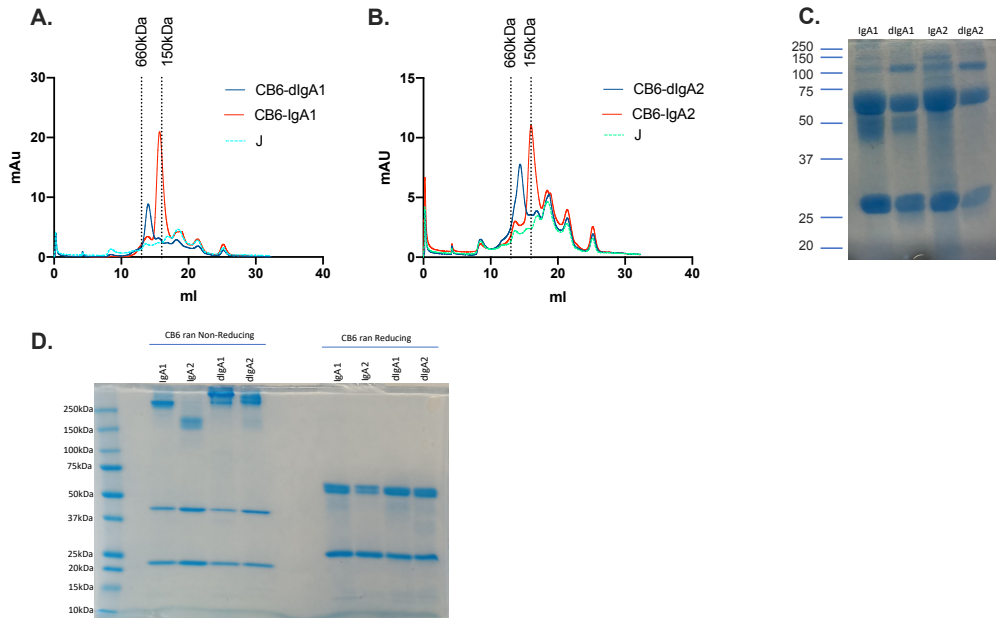 A.
660kDa
150kDa
30
20
10
0
mAu
0
10
20
30
40
ml
CB6-dIgA1
CB6-IgA1
J
B.
660kDa
150kDa
15
10
5
0
mAU
0
10
20
30
40
ml
CB6-dIgA2
CB6-IgA2
J
C.
IgA1 dIgA1 IgA2 dIgA2
250
150
100
75
50
37
25
20
D.
CB6 ran Non-Reducing
IgA1 IgA2 dIgA1 dIgA2
CB6 ran Reducing
IgA1 IgA2 dIgA1 dIgA2
250kDa
150kDa
100kDa
75kDa
50kDa
37kDa
25kDa
20kDa
15kDa
10kDa